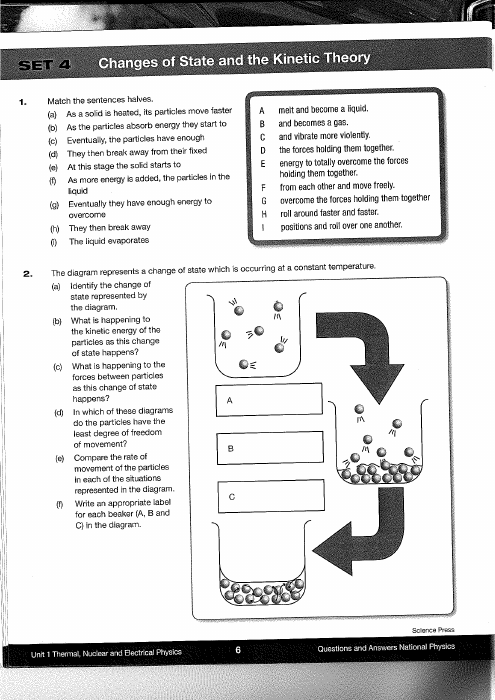 SET 4 Changes of State and the Kinetic Theory
1. Match the sentences halves.
(a) As a solid is heated, its particles move faster
(b) As the particles absorb energy they start to
(c) Eventually, the particles have enough
(d) They then break away from their fixed
(e) At this stage the solid starts to
(f) As more energy is added, the particles in the
liquid
(g) Eventually they have enough energy to
overcome
(h) They then break away
(i) The liquid evaporates
A melt and become a liquid.
B and becomes a gas.
C and vibrate more violently.
D the forces holding them together.
E energy to totally overcome the forces
holding them together.
F from each other and move freely.
G overcome the forces holding them together
H roll around faster and faster.
I positions and roll over one another.
2. The diagram represents a change of state which is occurring at a constant temperature.
(a) Identify the change of
state represented by
the diagram.
(b) What is happening to
the kinetic energy of the
particles as this change
of state happens?
(c) What is happening to the
forces between particles
as this change of state
happens?
(d) In which of these diagrams
do the particles have the
least degree of freedom
of movement?
(e) Compare the rate of
movement of the particles
in each of the situations
represented in the diagram.
(f) Write an appropriate label
for each beaker (A, B and
C) in the diagram.
A
B
C
Science Press
Unit 1 Thermal, Nuclear and Electrical Physics 6 Questions and Answers National Physics